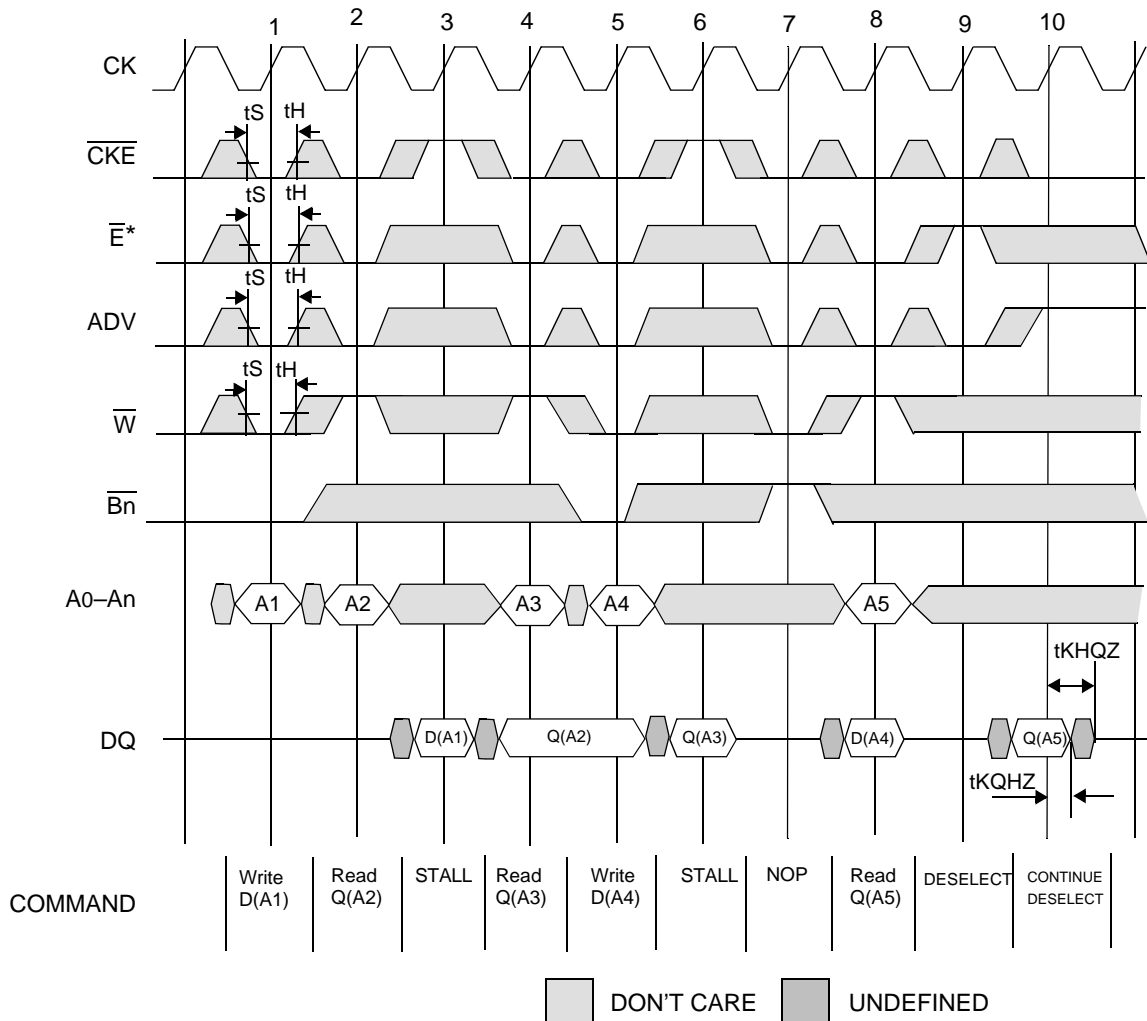 1 2 3 4 5 6 7 8 9 10
CK
tS tH
CKE
tS tH
E*
tS tH
ADV
tS tH
W
Bn
A0–An A1 A2 A3 A4 A5
tKHQZ
DQ D(A1) Q(A2) Q(A3) D(A4) Q(A5)
tKQHZ
COMMAND
Write
D(A1)
Read
Q(A2)
STALL
Read
Q(A3)
Write
D(A4)
STALL
NOP
Read
Q(A5)
DESELECT
CONTINUE
DESELECT
DON'T CARE
UNDEFINED